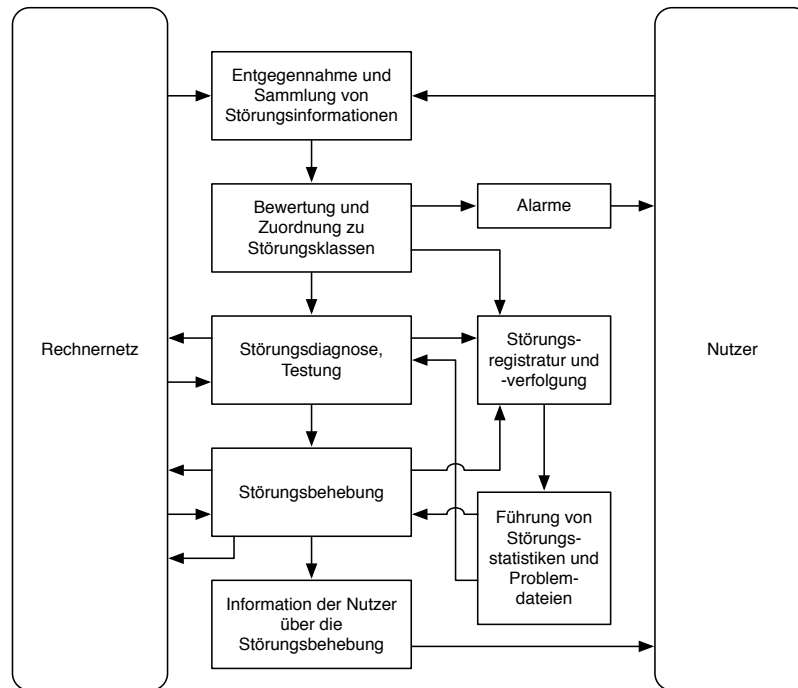 Entgegennahme und
Sammlung von
Störungsinformationen
Bewertung und
Zuordnung zu
Störungsklassen
Alarme
Rechnernetz
Störungsdiagnose,
Testung
Störungs-
registratur und
-verfolgung
Nutzer
Störungsbehebung
Führung von
Störungs-
statistiken und
Problem-
dateien
Information der Nutzer
über die
Störungsbehebung